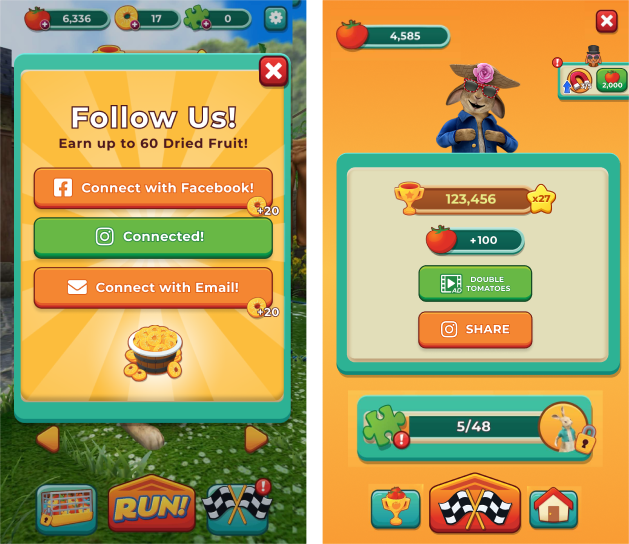 6,336
17
0
Follow Us!
Earn up to 60 Dried Fruit!
Connect with Facebook!
+20
Connected!
Connect with Email!
+20
RUN!
4,585
2,000
123,456
x27
+100
AD
DOUBLE
TOMATOES
SHARE
5/48